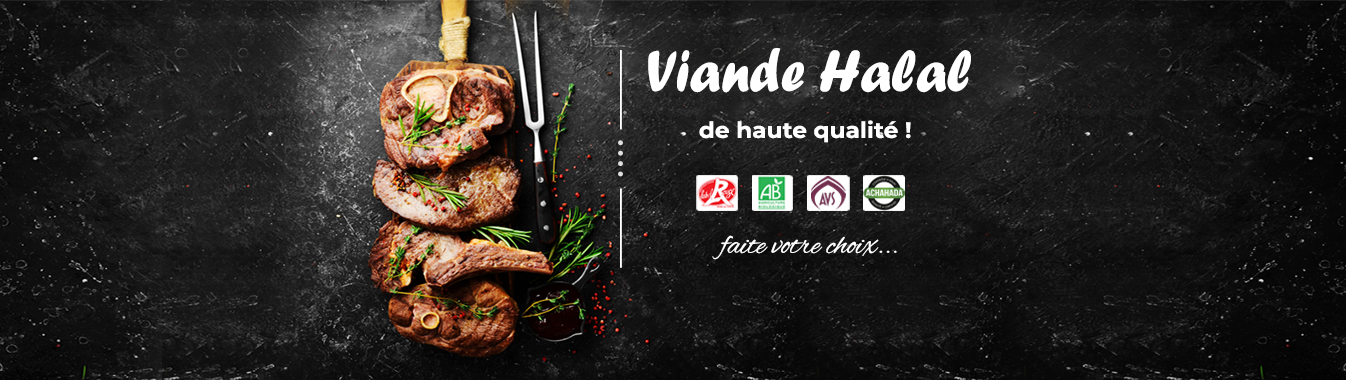 Viande Halal
de haute qualité !
AB
AVS
ACHAHADA
faite votre choix...